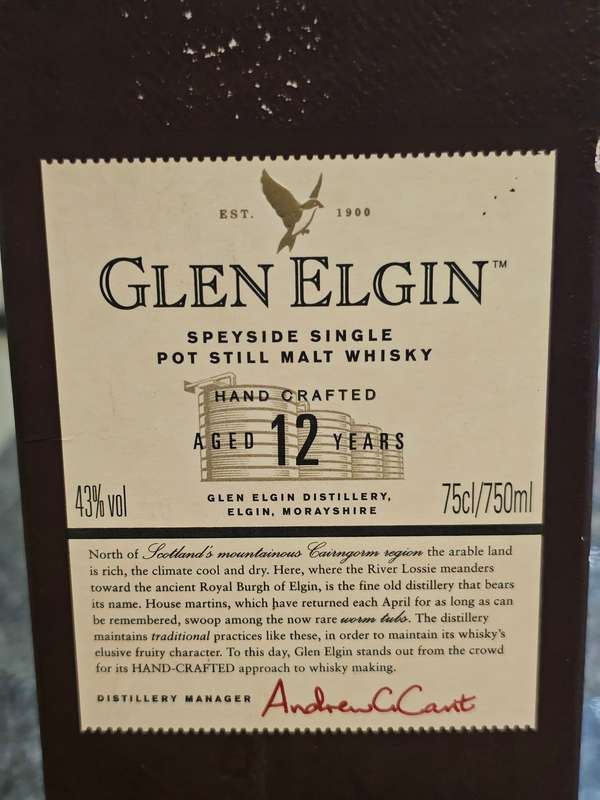 EST. 1900
GLEN ELGIN™
SPEYSIDE SINGLE
POT STILL MALT WHISKY
HAND CRAFTED
AGED 12 YEARS
43% vol
GLEN ELGIN DISTILLERY,
ELGIN, MORAYSHIRE
75cl/750ml
North of Scotland's mountainous Cairngorm region the arable land
is rich, the climate cool and dry. Here, where the River Lossie meanders
toward the ancient Royal Burgh of Elgin, is the fine old distillery that bears
its name. House martins, which have returned each April for as long as can
be remembered, swoop among the now rare worm tubs. The distillery
maintains traditional practices like these, in order to maintain its whisky's
elusive fruity character. To this day, Glen Elgin stands out from the crowd
for its HAND-CRAFTED approach to whisky making.
DISTILLERY MANAGER Andrew C. Cant